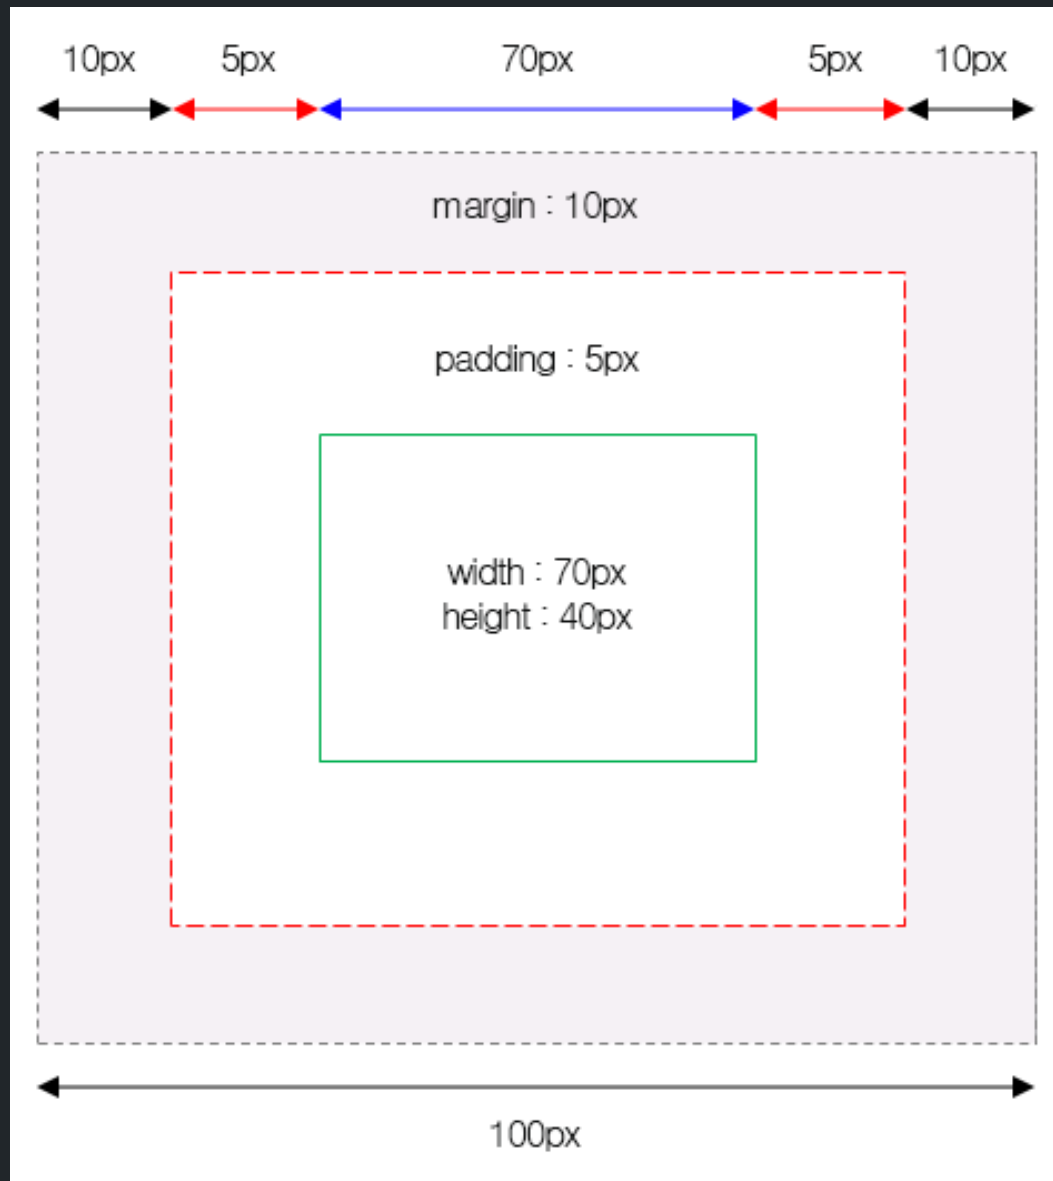 10px 5px 70px 5px 10px
margin : 10px
padding : 5px
width : 70px
height : 40px
100px